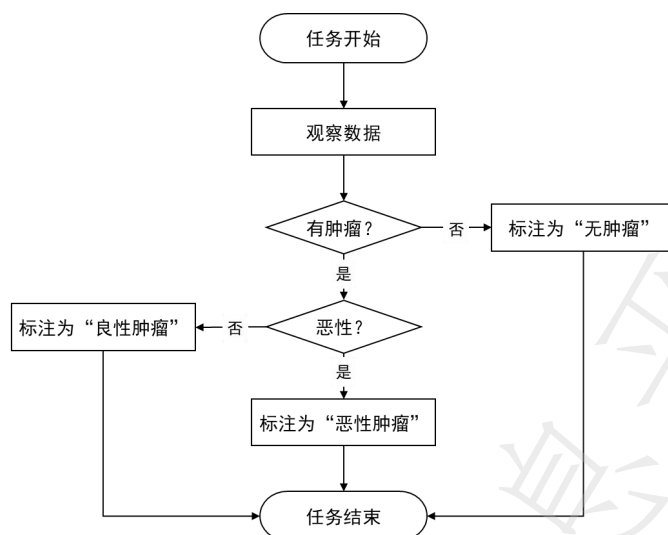 任务开始
观察数据
有肿瘤？
否
标注为“无肿瘤”
是
标注为“良性肿瘤”
否
恶性？
是
标注为“恶性肿瘤”
任务结束